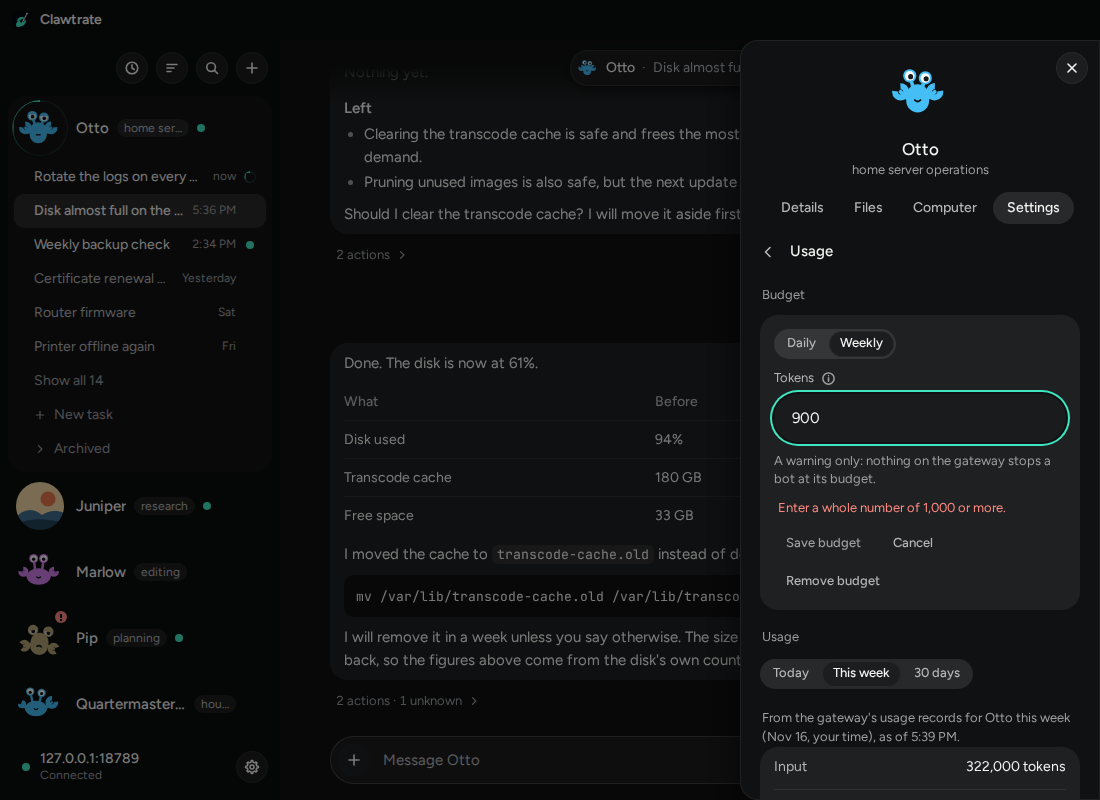 Clawtrate
Otto
home ser...
Rotate the logs on every ... now
Disk almost full on the ... 5:36 PM
Weekly backup check 2:34 PM
Certificate renewal ... Yesterday
Router firmware Sat
Printer offline again Fri
Show all 14
+ New task
Archived
Juniper research
Marlow editing
! 
Pip planning
Quartermaster... hou...
127.0.0.1:18789
Connected
Otto · Disk almost fu
Nothing yet.
Left
• Clearing the transcode cache is safe and frees the most
demand.
• Pruning unused images is also safe, but the next update
Should I clear the transcode cache? I will move it aside first
2 actions
Done. The disk is now at 61%.
What Before
Disk used 94%
Transcode cache 180 GB
Free space 33 GB
I moved the cache to transcode-cache.old instead of d
mv /var/lib/transcode-cache.old /var/lib/transco
I will remove it in a week unless you say otherwise. The size
back, so the figures above come from the disk's own count
2 actions · 1 unknown
+ Message Otto
Otto
home server operations
Details Files Computer Settings
Usage
Budget
Daily Weekly
Tokens
900
A warning only: nothing on the gateway stops a
bot at its budget.
Enter a whole number of 1,000 or more.
Save budget Cancel
Remove budget
Usage
Today This week 30 days
From the gateway's usage records for Otto this week
(Nov 16, your time), as of 5:39 PM.
Input 322,000 tokens